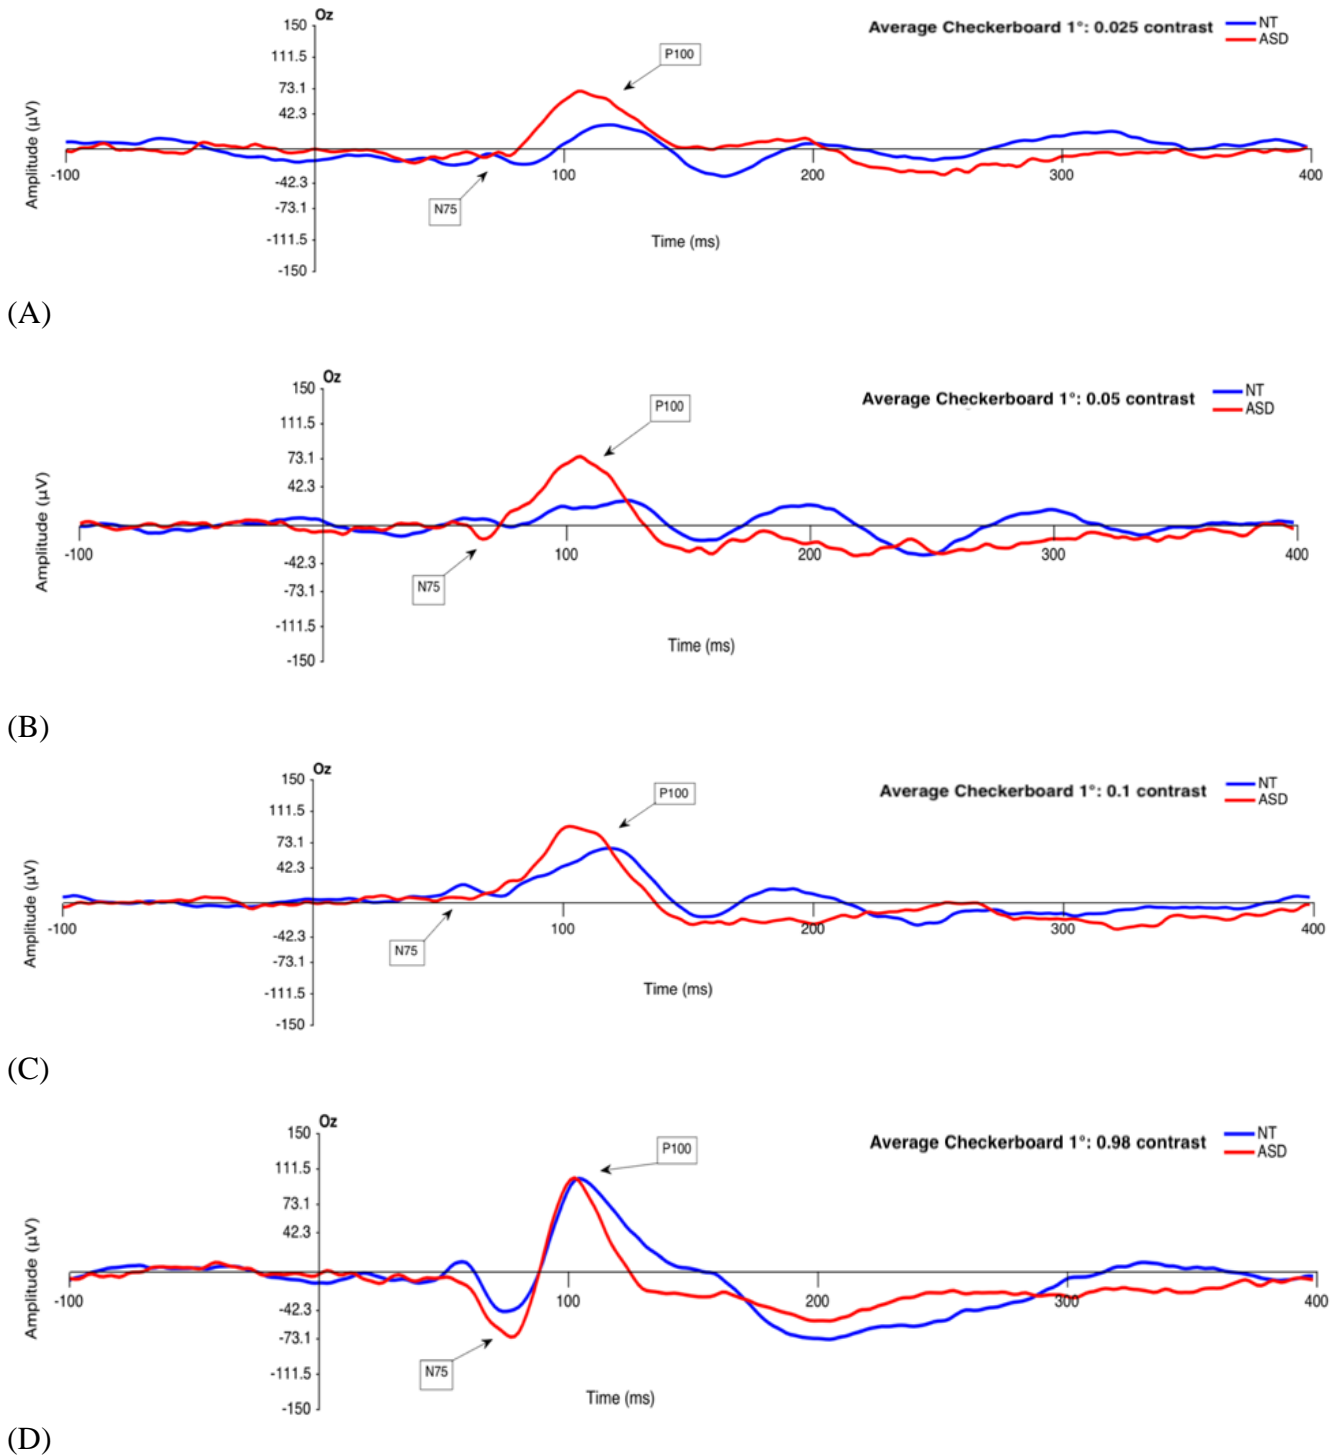 Oz
150
111.5
73.1
42.3
-42.3
-73.1
-111.5
-150
Amplitude (µV)
-100
100
200
300
400
Time (ms)
Average Checkerboard 1°: 0.025 contrast
NT
ASD
P100
N75
(A)
Oz
150
111.5
73.1
42.3
-42.3
-73.1
-111.5
-150
Amplitude (µV)
-100
100
200
300
400
Time (ms)
Average Checkerboard 1°: 0.05 contrast
NT
ASD
P100
N75
(B)
Oz
150
111.5
73.1
42.3
-42.3
-73.1
-111.5
-150
Amplitude (µV)
-100
100
200
300
400
Time (ms)
Average Checkerboard 1°: 0.1 contrast
NT
ASD
P100
N75
(C)
Oz
150
111.5
73.1
42.3
-42.3
-73.1
-111.5
-150
Amplitude (µV)
-100
100
200
300
400
Time (ms)
Average Checkerboard 1°: 0.98 contrast
NT
ASD
P100
N75
(D)